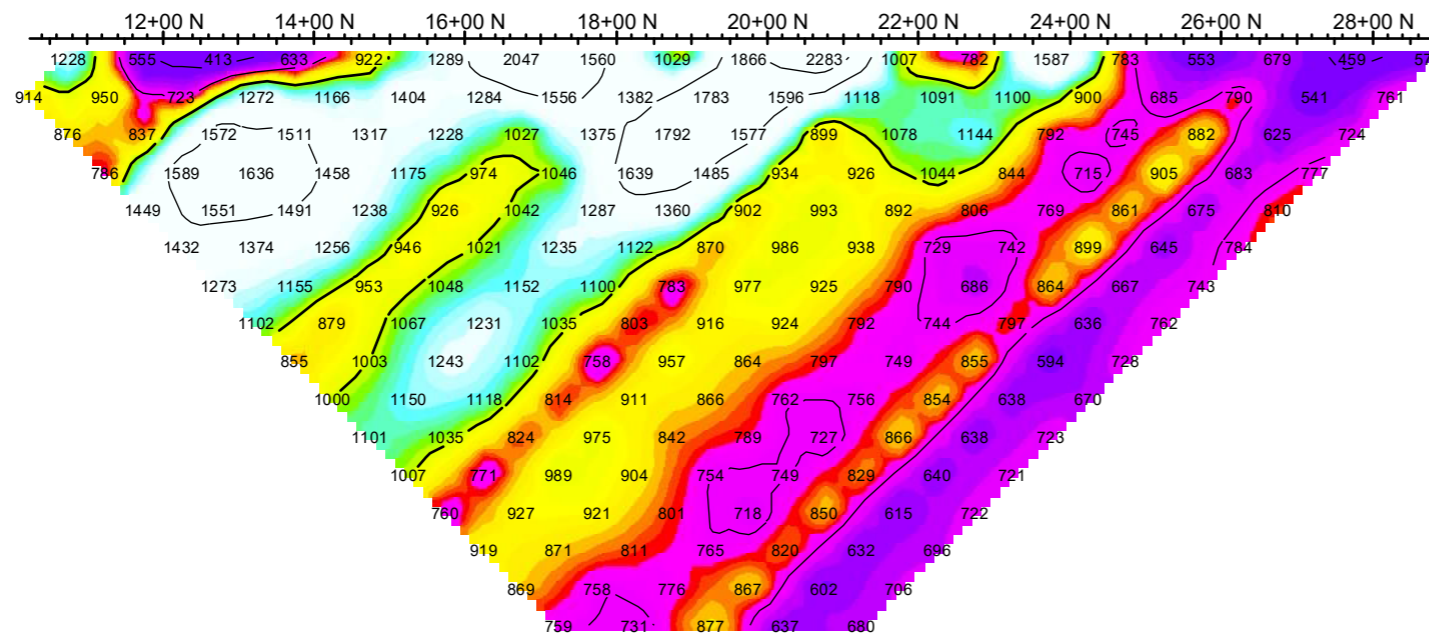 12+00 N 14+00 N 16+00 N 18+00 N 20+00 N 22+00 N 24+00 N 26+00 N 28+00 N
1228 555 413 633 922 1289 2047 1560 1029 1866 2283 1007 782 1587 783 553 679 459 57
914 950 723 1272 1166 1404 1284 1556 1382 1783 1596 1118 1091 1100 900 685 790 541 761
876 837 1572 1511 1317 1228 1027 1375 1792 1577 899 1078 1144 792 745 882 625 724
786 1589 1636 1458 1175 974 1046 1639 1485 934 926 1044 844 715 905 683 777
1449 1551 1491 1238 926 1042 1287 1360 902 993 892 806 769 861 675 810
1432 1374 1256 946 1021 1235 1122 870 986 938 729 742 899 645 784
1273 1155 953 1048 1152 1100 783 977 925 790 686 864 667 743
1102 879 1067 1231 1035 803 916 924 792 744 797 636 762
855 1003 1243 1102 758 957 864 797 749 855 594 728
1000 1150 1118 814 911 866 762 756 854 638 670
1101 1035 824 975 842 789 727 866 638 723
1007 771 989 904 754 749 829 640 721
760 927 921 801 718 850 615 722
919 871 811 765 820 632 696
869 758 776 867 602 706
759 731 877 637 680